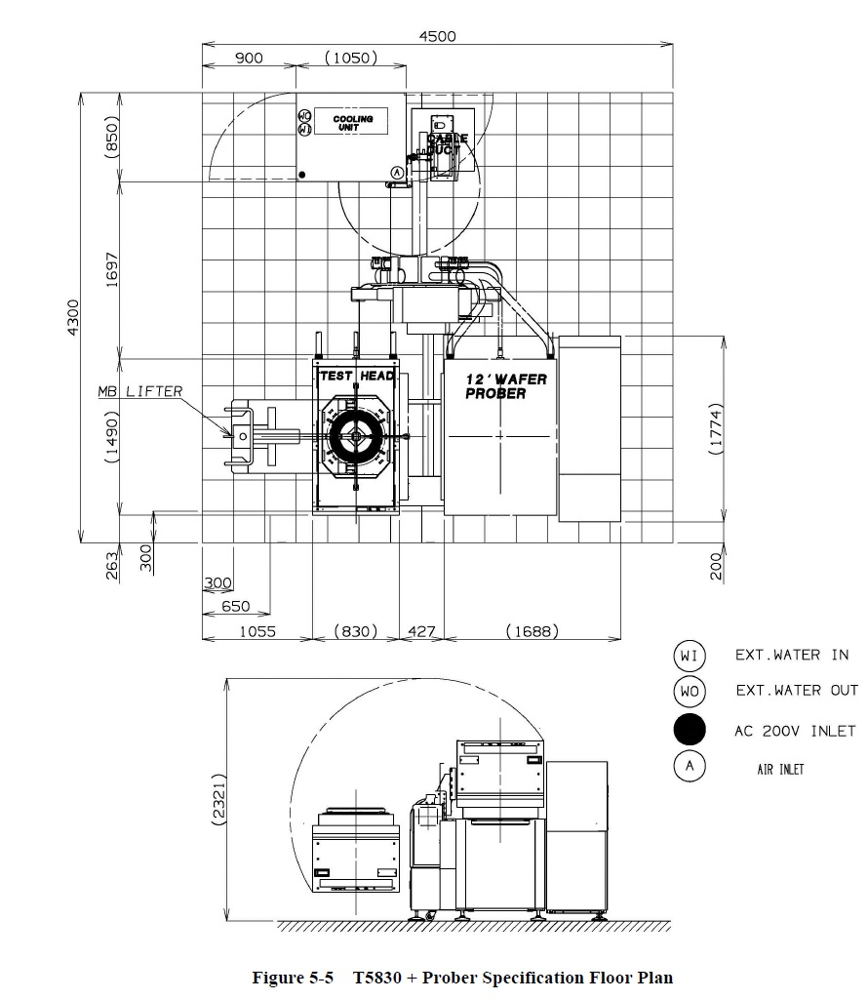 4500
900
(1050)
WO
WI
COOLING
UNIT
CABLE
DUCT
A
(850)
1697
4300
TEST HEAD
12' WAFER
PROBER
MB LIFTER
(1490)
(1774)
263
300
200
300
650
1055
(830)
427
(1688)
WI EXT.WATER IN
WO EXT.WATER OUT
AC 200V INLET
A AIR INLET
(2321)
Figure 5-5 T5830 + Prober Specification Floor Plan